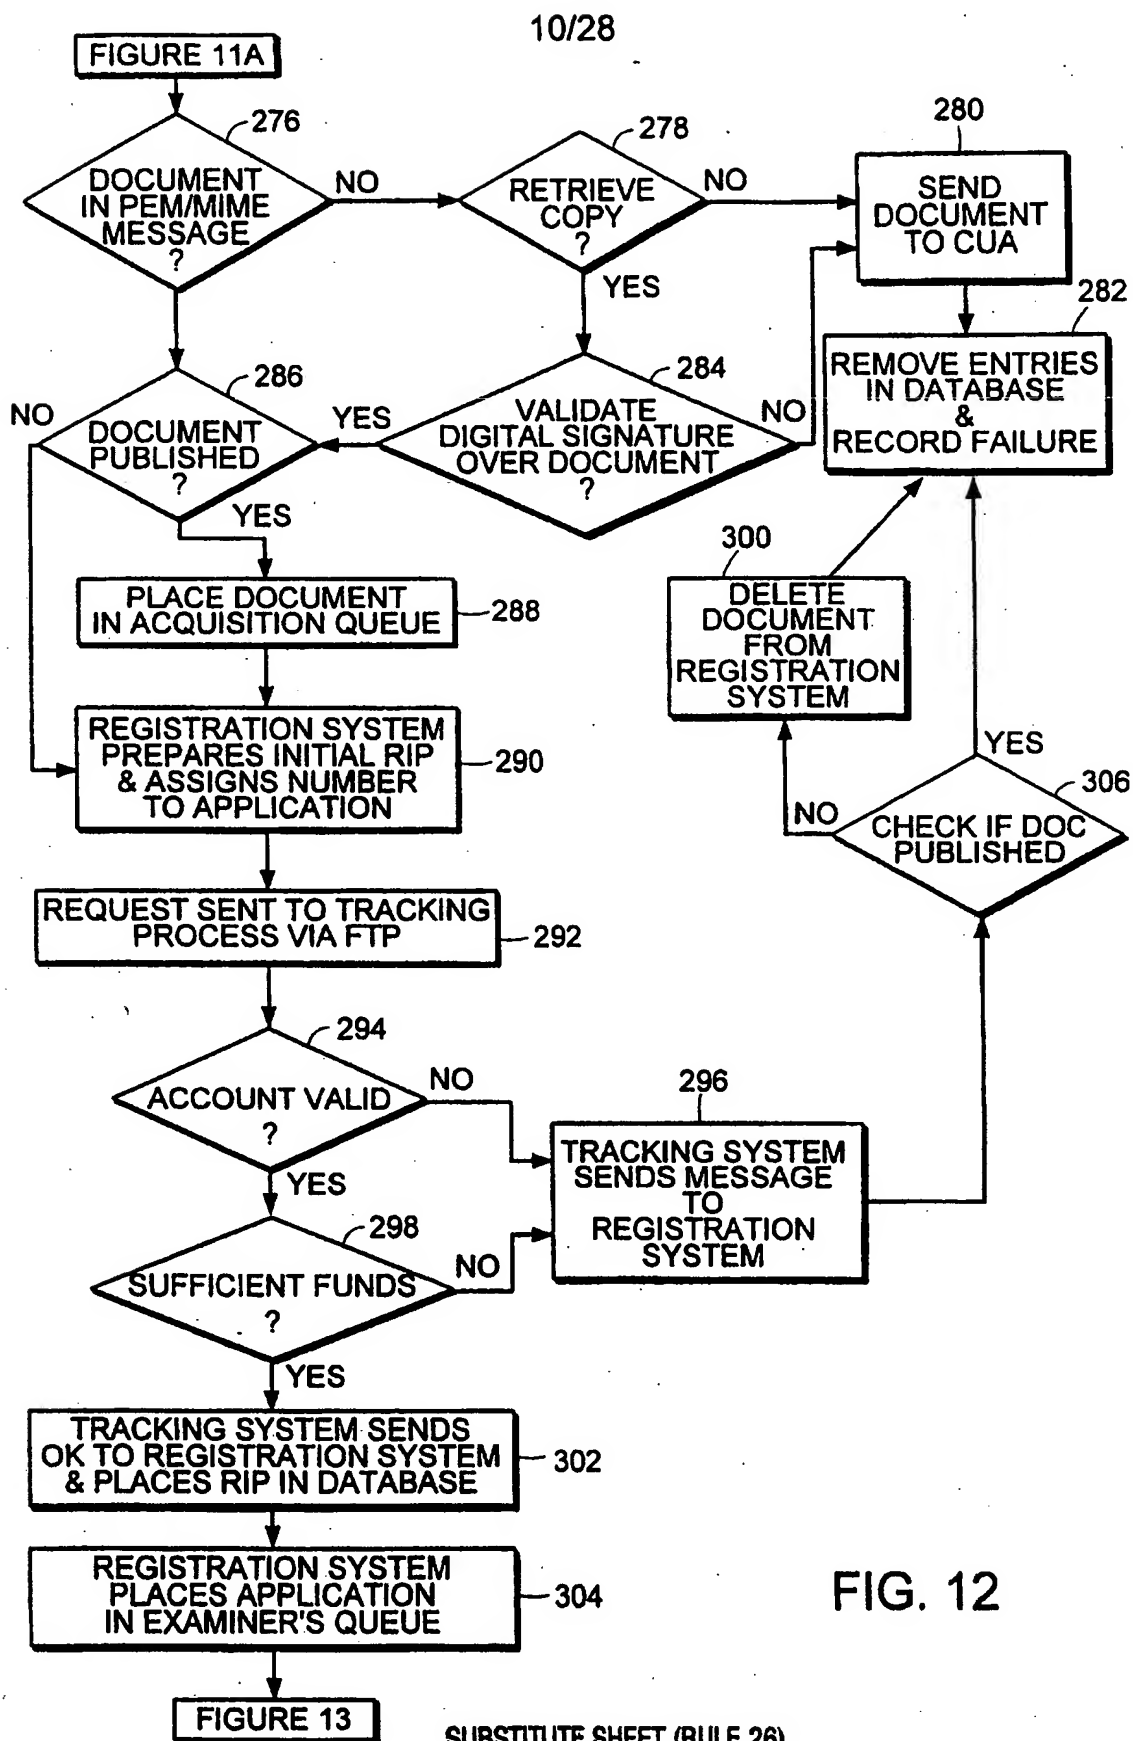 10/28
FIGURE 11A
276
DOCUMENT
IN PEM/MIME
MESSAGE
?
NO
278
RETRIEVE
COPY
?
NO
YES
280
SEND
DOCUMENT
TO CUA
282
REMOVE ENTRIES
IN DATABASE
&
RECORD FAILURE
284
VALIDATE
DIGITAL SIGNATURE
OVER DOCUMENT
?
YES
NO
286
DOCUMENT
PUBLISHED
?
NO
YES
PLACE DOCUMENT
IN ACQUISITION QUEUE
288
REGISTRATION SYSTEM
PREPARES INITIAL RIP
& ASSIGNS NUMBER
TO APPLICATION
290
300
DELETE
DOCUMENT
FROM
REGISTRATION
SYSTEM
YES
306
CHECK IF DOC
PUBLISHED
NO
REQUEST SENT TO TRACKING
PROCESS VIA FTP
292
294
ACCOUNT VALID
?
NO
YES
296
TRACKING SYSTEM
SENDS MESSAGE
TO
REGISTRATION
SYSTEM
298
SUFFICIENT FUNDS
?
NO
YES
TRACKING SYSTEM SENDS
OK TO REGISTRATION SYSTEM
& PLACES RIP IN DATABASE
302
REGISTRATION SYSTEM
PLACES APPLICATION
IN EXAMINER'S QUEUE
304
FIG. 12
FIGURE 13
SUBSTITUTE SHEET (RULE 26)